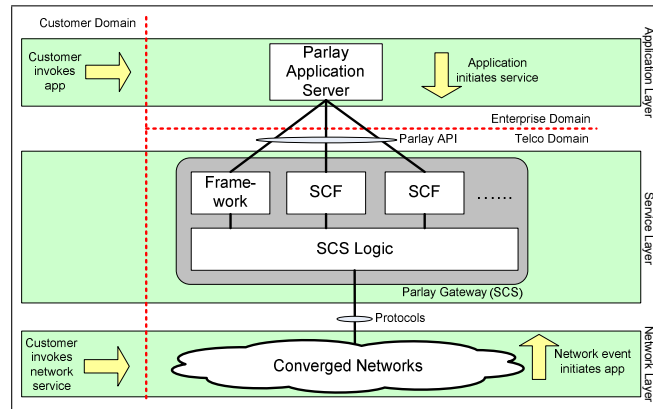 Customer Domain
Customer
invokes
app
Parlay
Application
Server
Application
initiates service
Application Layer
Enterprise Domain
Parlay API
Telco Domain
Frame-
work
SCF
SCF
......
SCS Logic
Parlay Gateway (SCS)
Service Layer
Protocols
Customer
invokes
network
service
Converged Networks
Network event
initiates app
Network Layer